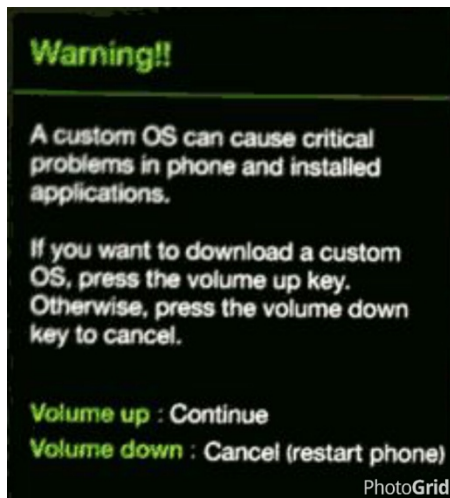 Warning!!
A custom OS can cause critical
problems in phone and installed
applications.
If you want to download a custom
OS, press the volume up key.
Otherwise, press the volume down
key to cancel.
Volume up : Continue
Volume down : Cancel (restart phone)
PhotoGrid